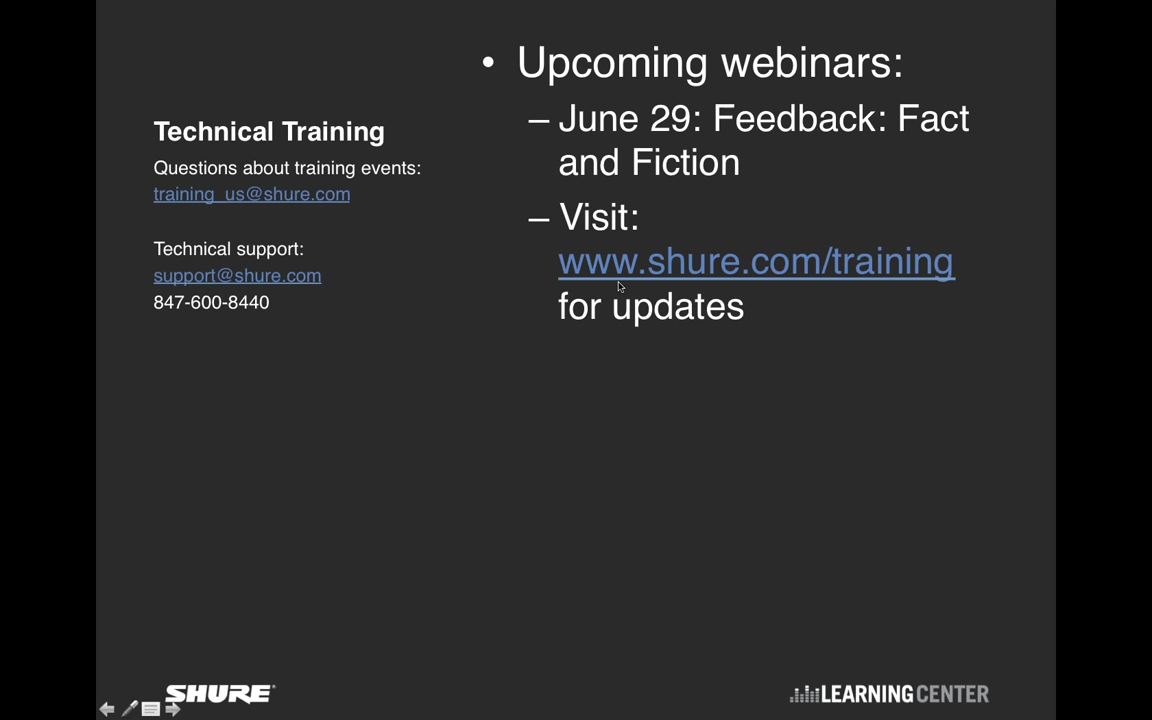 Technical Training
Questions about training events:
training_us@shure.com
Technical support:
support@shure.com
847-600-8440
• Upcoming webinars:
– June 29: Feedback: Fact
and Fiction
– Visit:
www.shure.com/training
for updates
SHURE
LEARNING CENTER